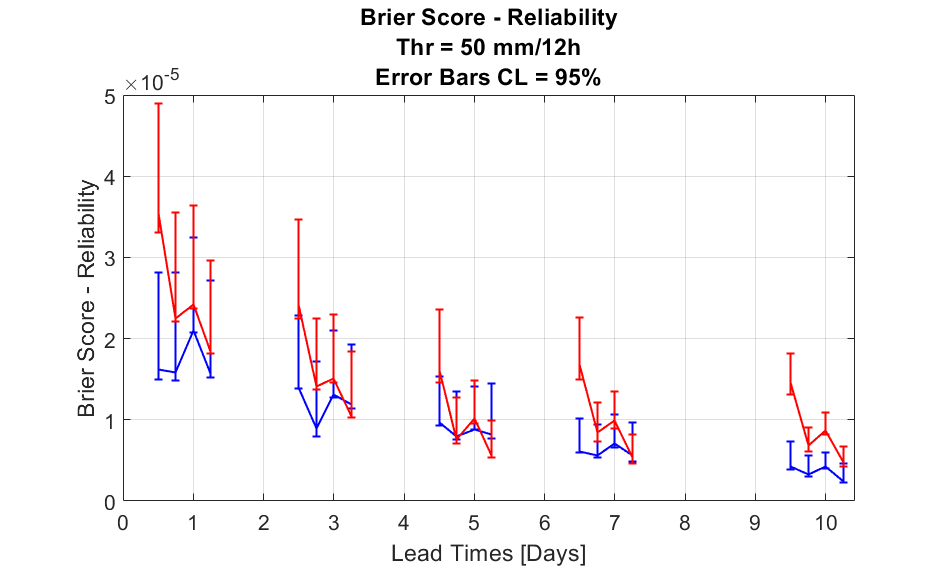 Brier Score - Reliability
Thr = 50 mm/12h
Error Bars CL = 95%
×10-5
5
4
3
2
1
0
Brier Score - Reliability
0 1 2 3 4 5 6 7 8 9 10
Lead Times [Days]